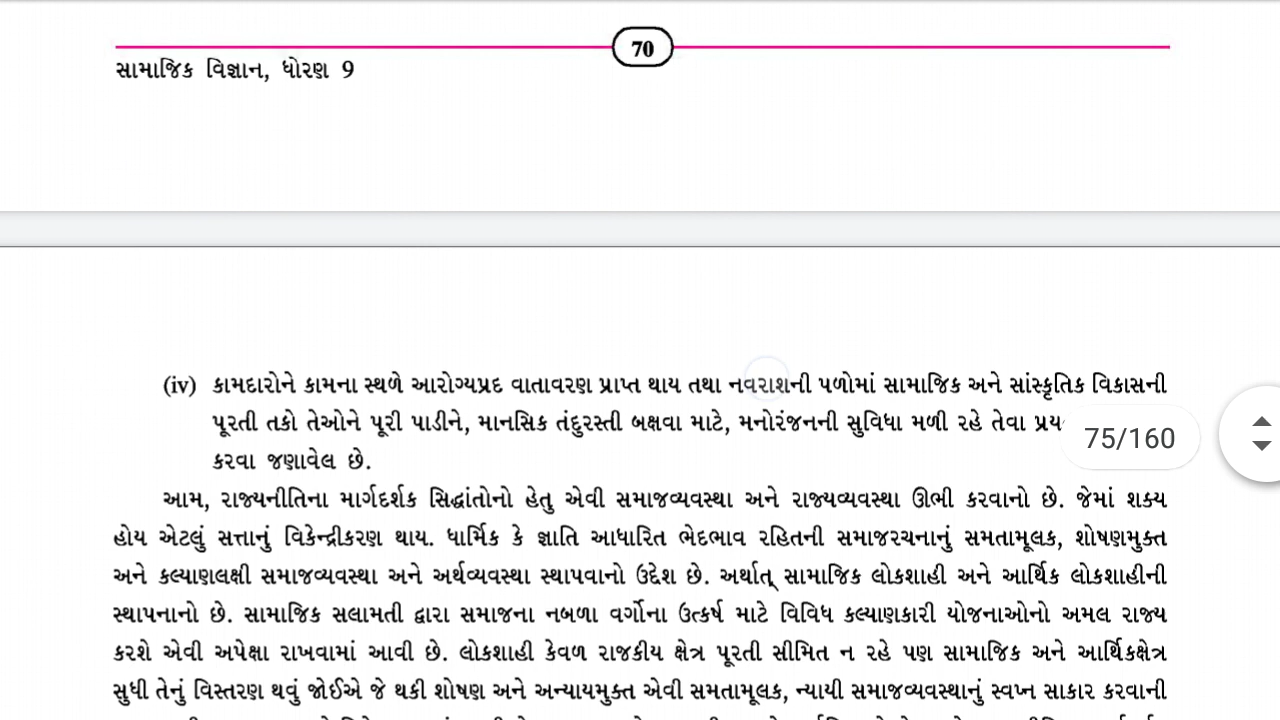 70
સામાજિક વિજ્ઞાન, ધોરણ 9
(iv) કામદારોને કામના સ્થળે આરોગ્યપ્રદ વાતાવરણ પ્રાપ્ત થાય તથા નવરાશની પળોમાં સામાજિક અને સાંસ્કૃતિક વિકાસની
પૂરતી તકો તેઓને પૂરી પાડીને, માનસિક તંદુરસ્તી બક્ષવા માટે, મનોરંજનની સુવિધા મળી રહે તેવા
75/160
કરવા જણાવેલ છે.
આમ, રાજ્યનીતિના માર્ગદર્શક સિદ્ધાંતોનો હેતુ એવી સમાજવ્યવસ્થા અને રાજ્યવ્યવસ્થા ઊભી કરવાનો છે. જેમાં શક્ય
હોય એટલું સત્તાનું વિકેન્દ્રીકરણ થાય. ધાર્મિક કે જ્ઞાતિ આધારિત ભેદભાવ રહિતની સમાજરચનાનું સમતામૂલક, શોષણમુક્ત
અને કલ્યાણલક્ષી સમાજવ્યવસ્થા અને અર્થવ્યવસ્થા સ્થાપવાનો ઉદ્દેશ છે. અર્થાત્ સામાજિક લોકશાહી અને આર્થિક લોકશાહીની
સ્થાપનાનો છે. સામાજિક સલામતી દ્વારા સમાજના નબળા વર્ગોના ઉત્કર્ષ માટે વિવિધ કલ્યાણકારી યોજનાઓનો અમલ રાજ્ય
કરશે એવી અપેક્ષા રાખવામાં આવી છે. લોકશાહી કેવળ રાજકીય ક્ષેત્ર પૂરતી સીમિત ન રહે પણ સામાજિક અને આર્થિકક્ષેત્ર
સુધી તેનું વિસ્તરણ થવું જોઈએ જે થકી શોષણ અને અન્યાયમુક્ત એવી સમતામૂલક, ન્યાયી સમાજવ્યવસ્થાનું સ્વપ્ન સાકાર કરવાની